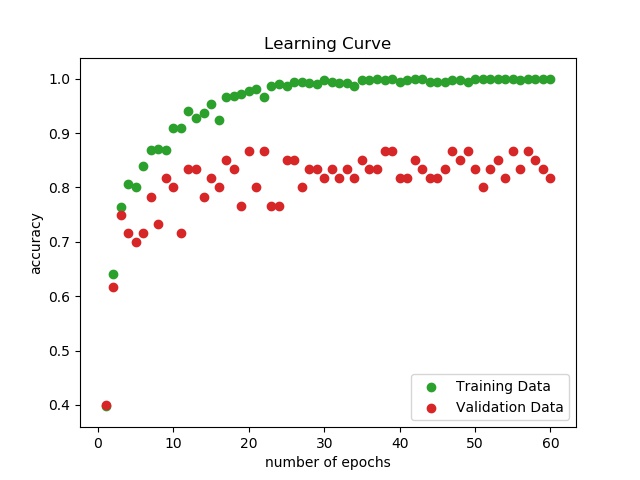 Learning Curve
accuracy
1.0
0.9
0.8
0.7
0.6
0.5
0.4
Training Data
Validation Data
0 10 20 30 40 50 60
number of epochs